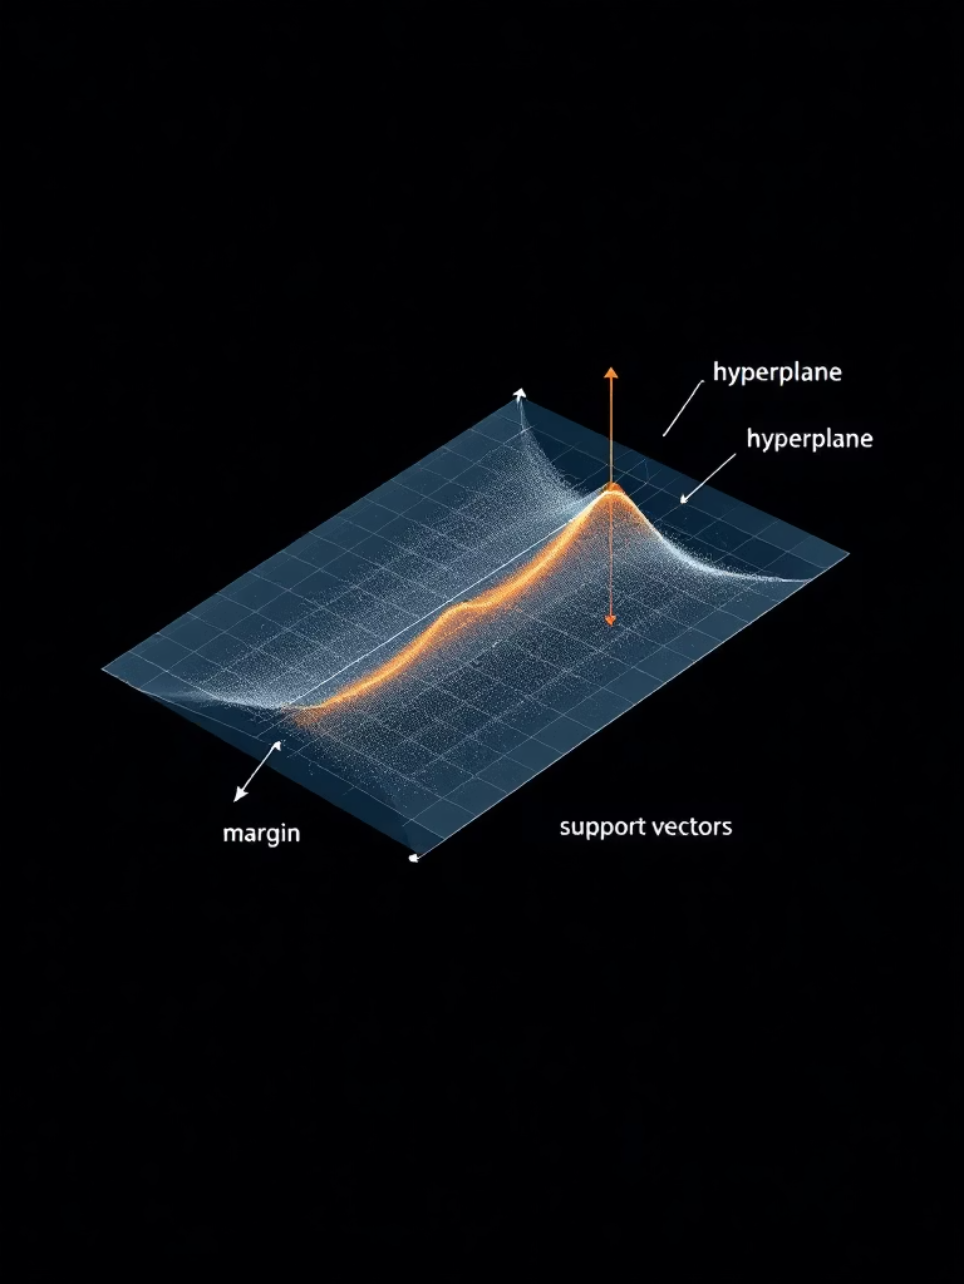 hyperplane
hyperplane
support vectors
margin